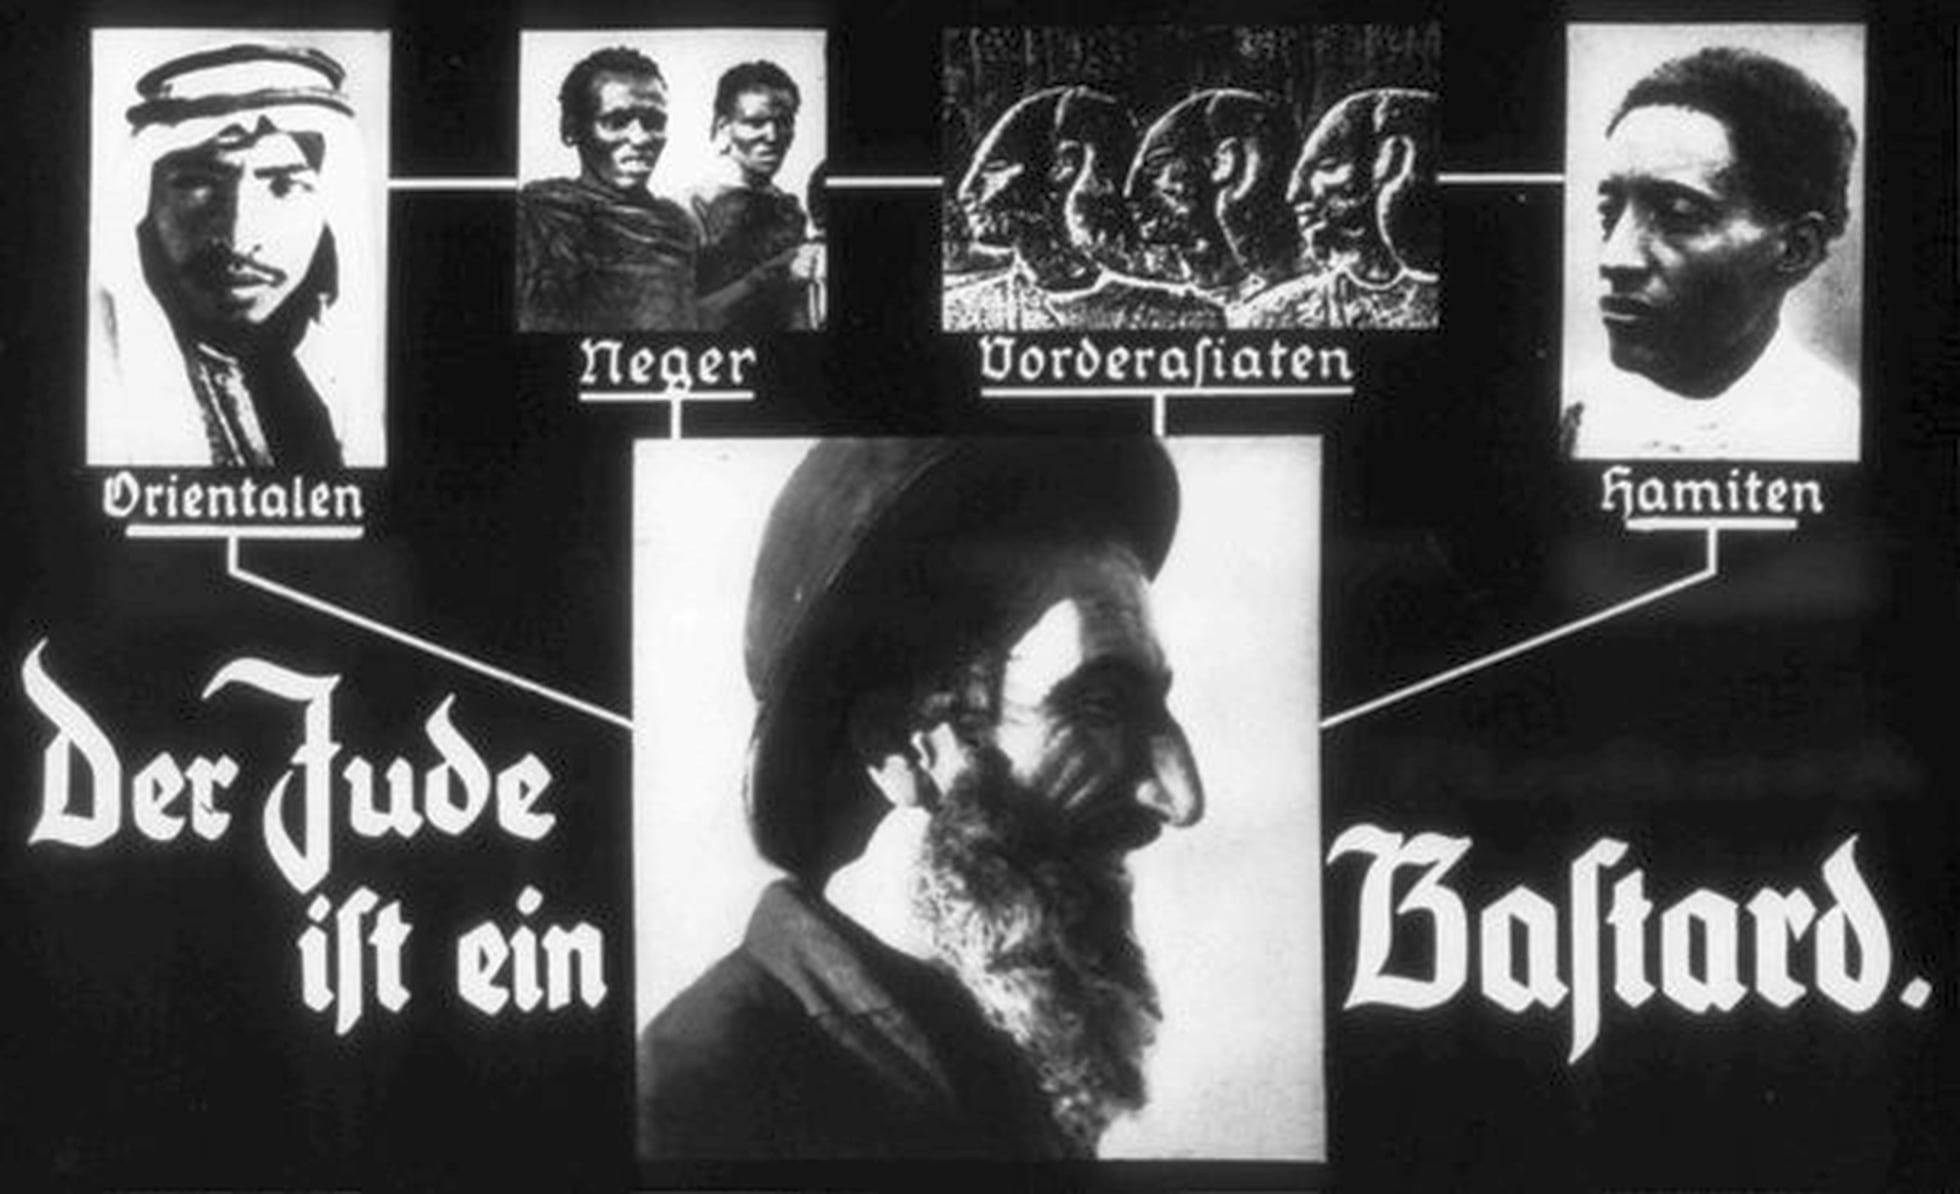 Neger
Vorderasiaten
Orientalen
Hamiten
Der Jude
ist ein
Bastard.